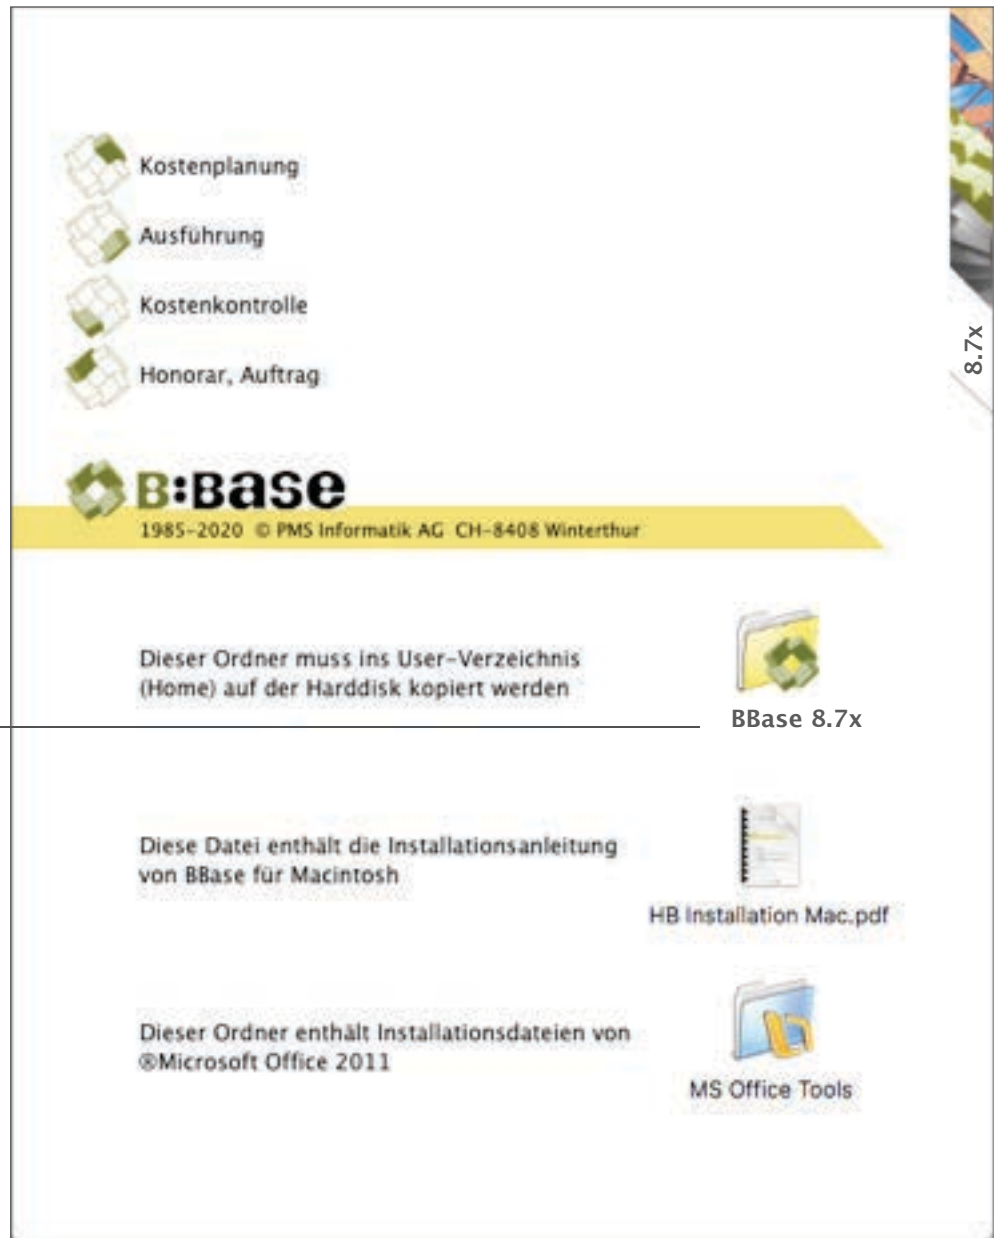 Kostenplanung
Ausführung
Kostenkontrolle
Honorar, Auftrag
8.7x
B:Base
1985-2020 © PMS Informatik AG CH-8408 Winterthur
Dieser Ordner muss ins User-Verzeichnis
(Home) auf der Harddisk kopiert werden
BBase 8.7x
Diese Datei enthält die Installationsanleitung
von BBase für Macintosh
HB Installation Mac.pdf
Dieser Ordner enthält Installationsdateien von
®Microsoft Office 2011
MS Office Tools